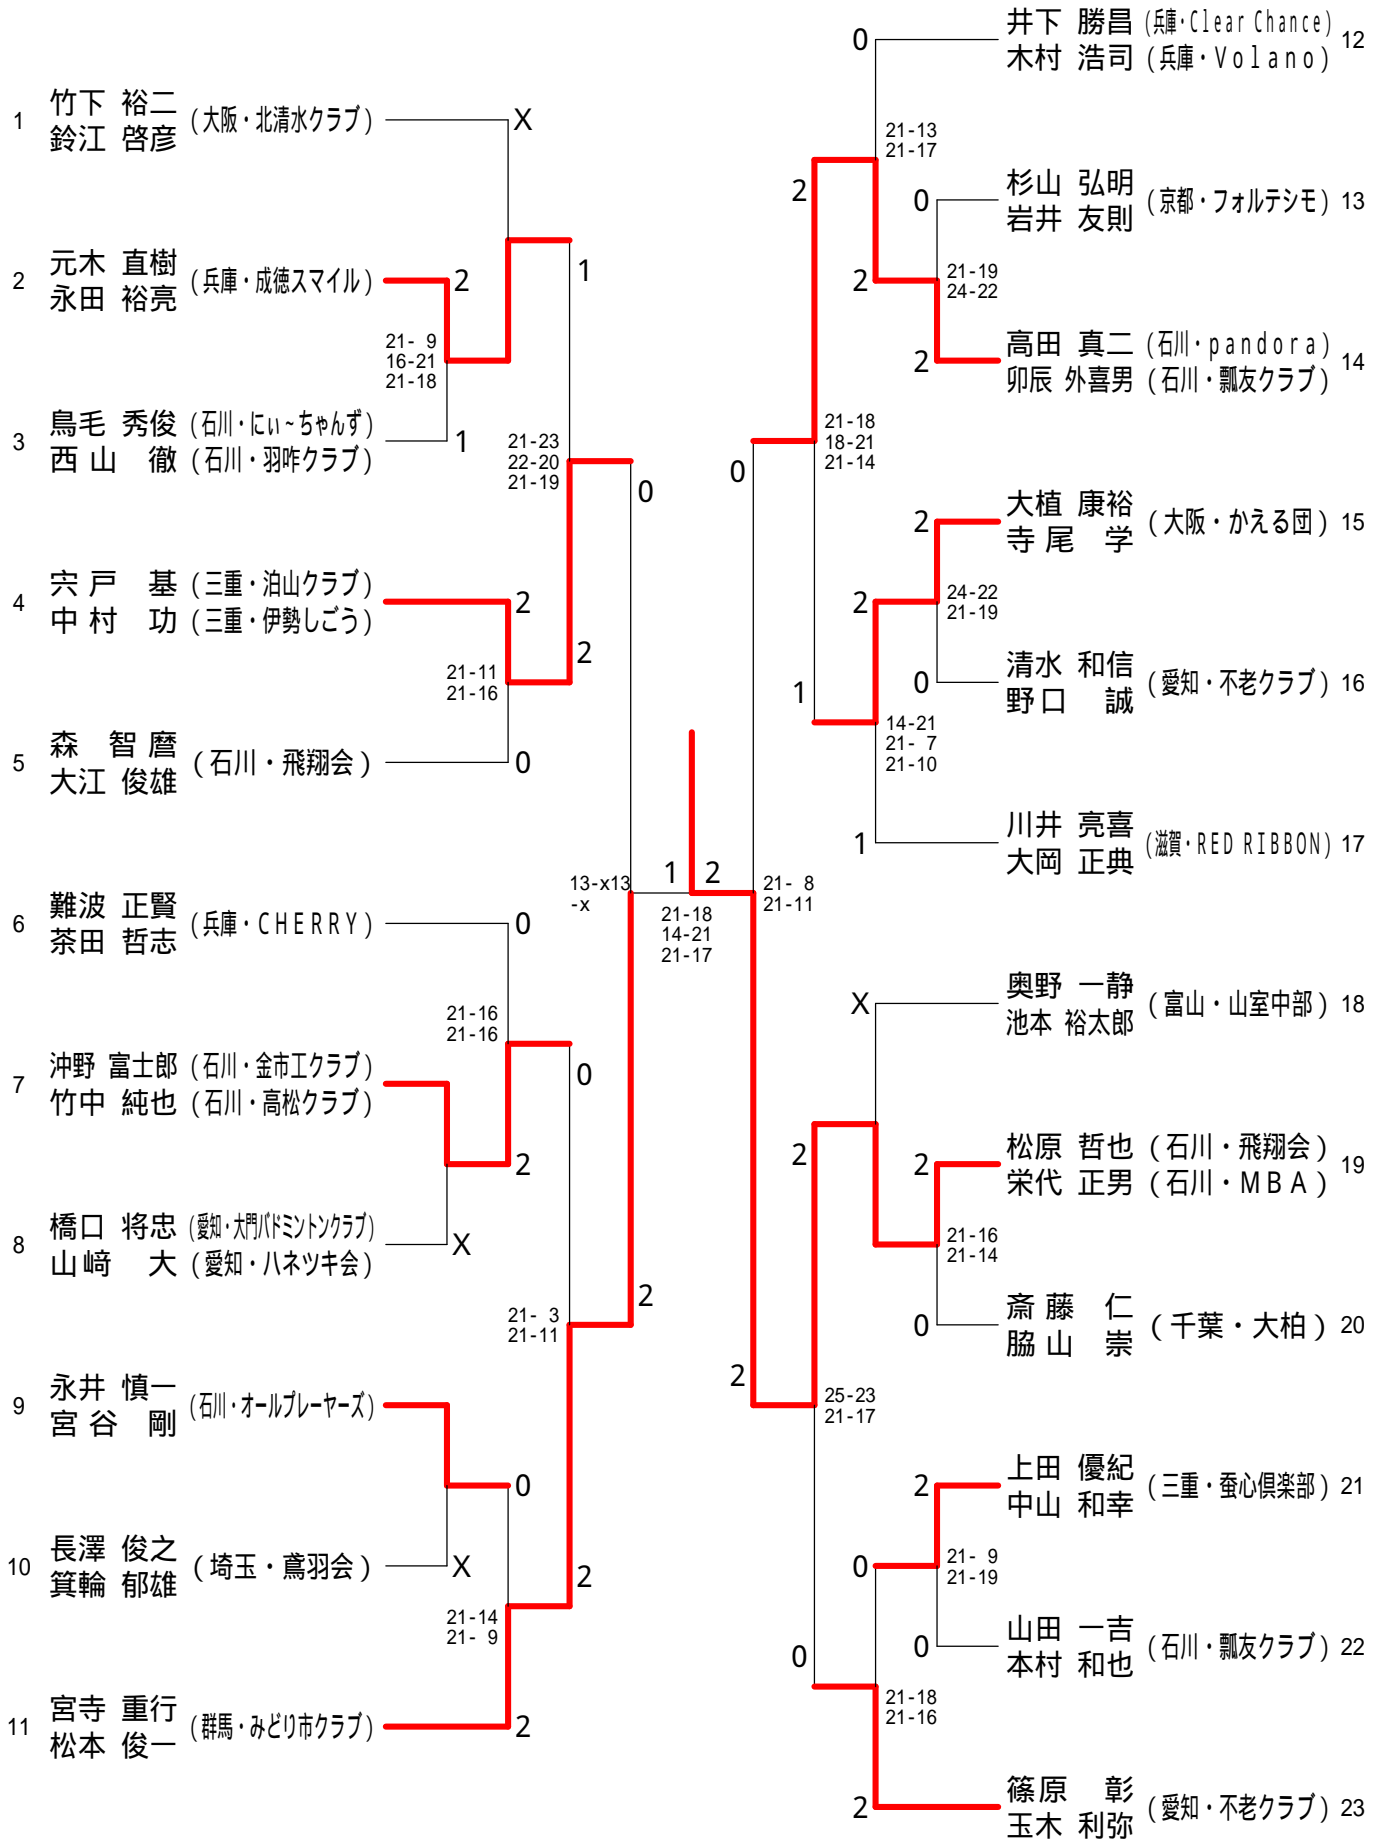 1 竹下 裕二 (大阪・北清水クラブ) X
鈴江 啓彦
2 元木 直樹 (兵庫・成徳スマイル) 2
永田 裕亮
21- 9
16-21
21-18
1
3 鳥毛 秀俊 (石川・にぃ~ちゃんず) 1
西山 徹 (石川・羽咋クラブ)
21-23
22-20
21-19
0
4 宍戸 基 (三重・泊山クラブ) 2
中村 功 (三重・伊勢しごう)
21-11
21-16
2
5 森 智麿 (石川・飛翔会) 0
大江 俊雄
13-x13
-x
6 難波 正賢 (兵庫・CHERRY) 0
茶田 哲志
21-16
21-16
0
7 沖野 富士郎 (石川・金市工クラブ)
竹中 純也 (石川・高松クラブ)
2
8 橋口 将忠 (愛知・大門バドミントンクラブ) X
山﨑 大 (愛知・ハネツキ会)
21- 3
21-11
2
9 永井 慎一 (石川・オールプレーヤーズ)
宮谷 剛
0
10 長澤 俊之 (埼玉・鳶羽会) X
箕輪 郁雄
21-14
21- 9
2
11 宮寺 重行 (群馬・みどり市クラブ) 2
松本 俊一
1 2
21-18
14-21
21-17
0 井下 勝昌 (兵庫・Clear Chance) 12
木村 浩司 (兵庫・Volano)
21-13
21-17
2
0 杉山 弘明 (京都・フォルテシモ) 13
岩井 友則
2
21-19
24-22
2 高田 真二 (石川・pandora) 14
卯辰 外喜男 (石川・瓢友クラブ)
21-18
18-21
21-14
0
2 大植 康裕 (大阪・かえる団) 15
寺尾 学
2
24-22
21-19
0 清水 和信 (愛知・不老クラブ) 16
野口 誠
1
14-21
21- 7
21-10
1 川井 亮喜 (滋賀・RED RIBBON) 17
大岡 正典
21- 8
21-11
X 奥野 一静 (富山・山室中部) 18
池本 裕太郎
2
2 松原 哲也 (石川・飛翔会) 19
栄代 正男 (石川・MBA)
21-16
21-14
0 斎藤 仁 (千葉・大柏) 20
脇山 崇
2
25-23
21-17
2 上田 優紀 (三重・蚕心倶楽部) 21
中山 和幸
0
21- 9
21-19
0 山田 一吉 (石川・瓢友クラブ) 22
本村 和也
0
21-18
21-16
2 篠原 彰 (愛知・不老クラブ) 23
玉木 利弥